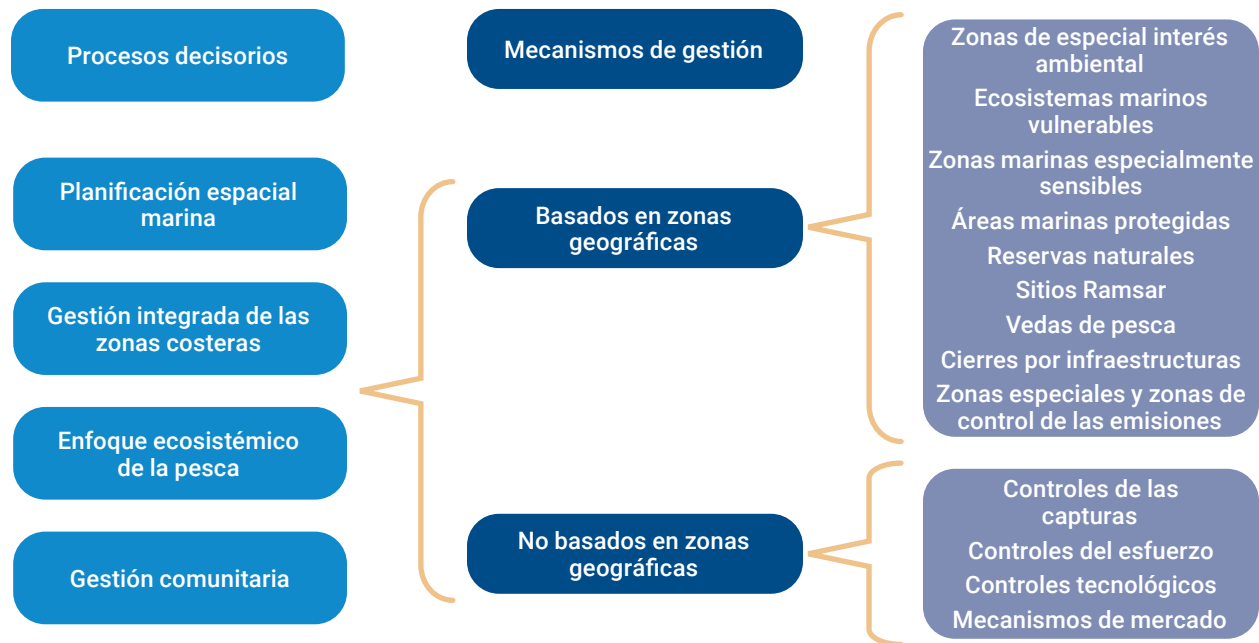 Procesos decisorios
Planificación espacial
marina
Gestión integrada de las
zonas costeras
Enfoque ecosistémico
de la pesca
Gestión comunitaria
Mecanismos de gestión
Basados en zonas
geográficas
No basados en zonas
geográficas
Zonas de especial interés
ambiental
Ecosistemas marinos
vulnerables
Zonas marinas especialmente
sensibles
Áreas marinas protegidas
Reservas naturales
Sitios Ramsar
Vedas de pesca
Cierres por infraestructuras
Zonas especiales y zonas de
control de las emisiones
Controles de las
capturas
Controles del esfuerzo
Controles tecnológicos
Mecanismos de mercado